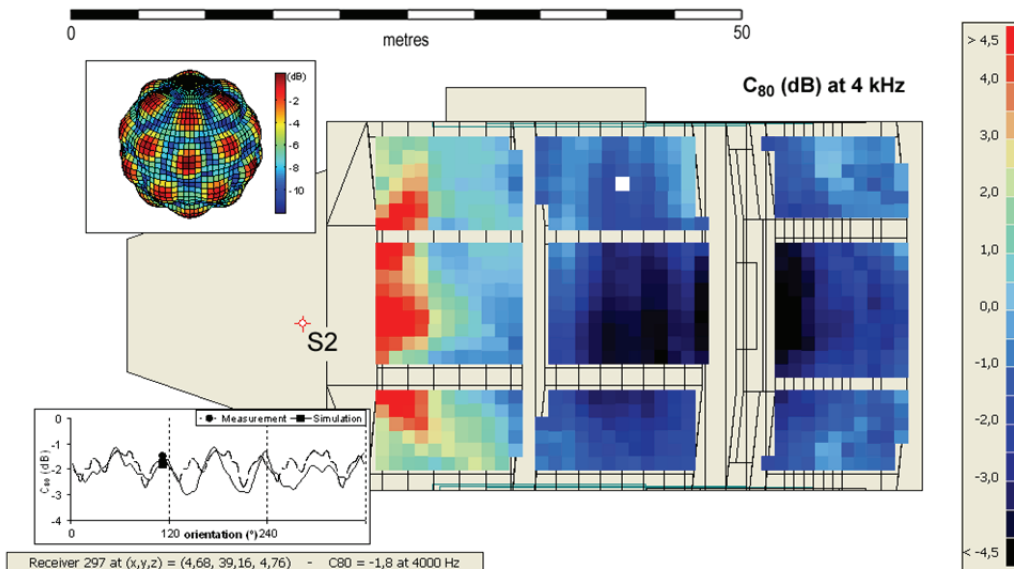 0
50
metres
C80 (dB) at 4 kHz
(dB)
-2
-4
-6
-8
-10
S2
> 4,5
4,0
3,0
2,0
1,0
0,0
-1,0
-2,0
-3,0
-4,0
< -4,5
Measurement
Simulation
C80 (dB)
0
-1
-2
-3
-4
0
120
orientation (°)
240
Receiver 297 at (x,y,z) = (4,68, 39,16, 4,76) - C80 = -1,8 at 4000 Hz